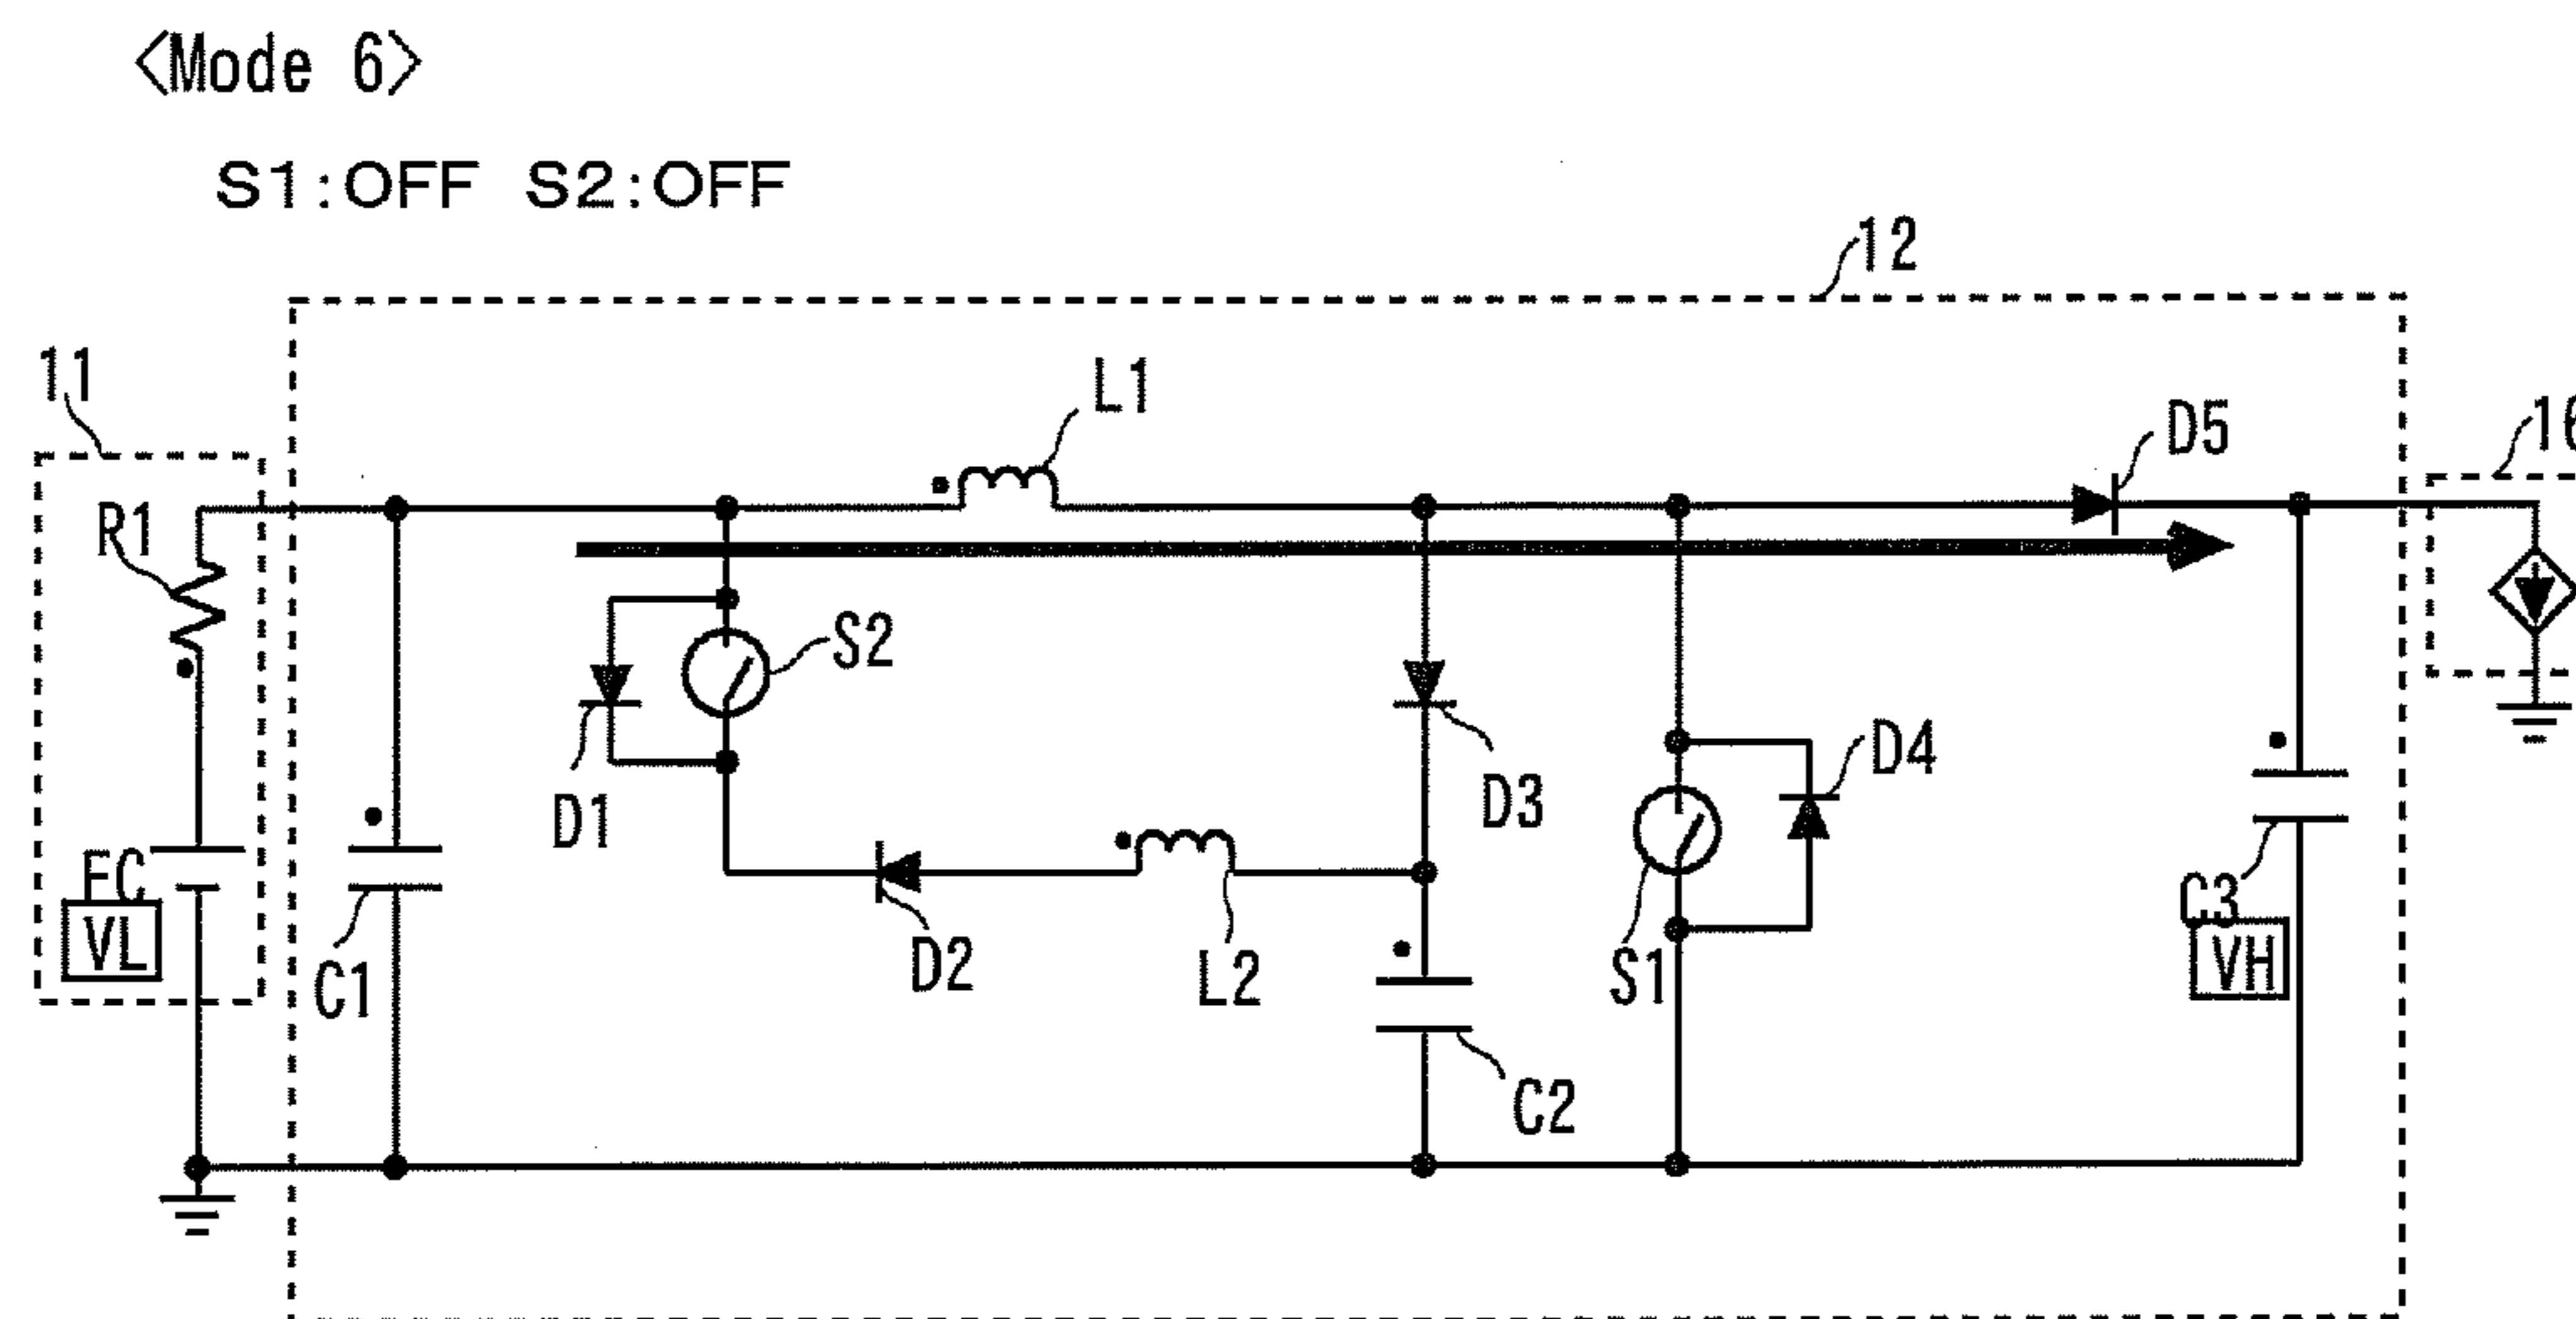 <Mode 6>
S1:OFF S2:OFF
12
11
L1
D5
R1
S2
D4
D1
D3
FC
VL
C1
D2
L2
S1
C3
VH
C2